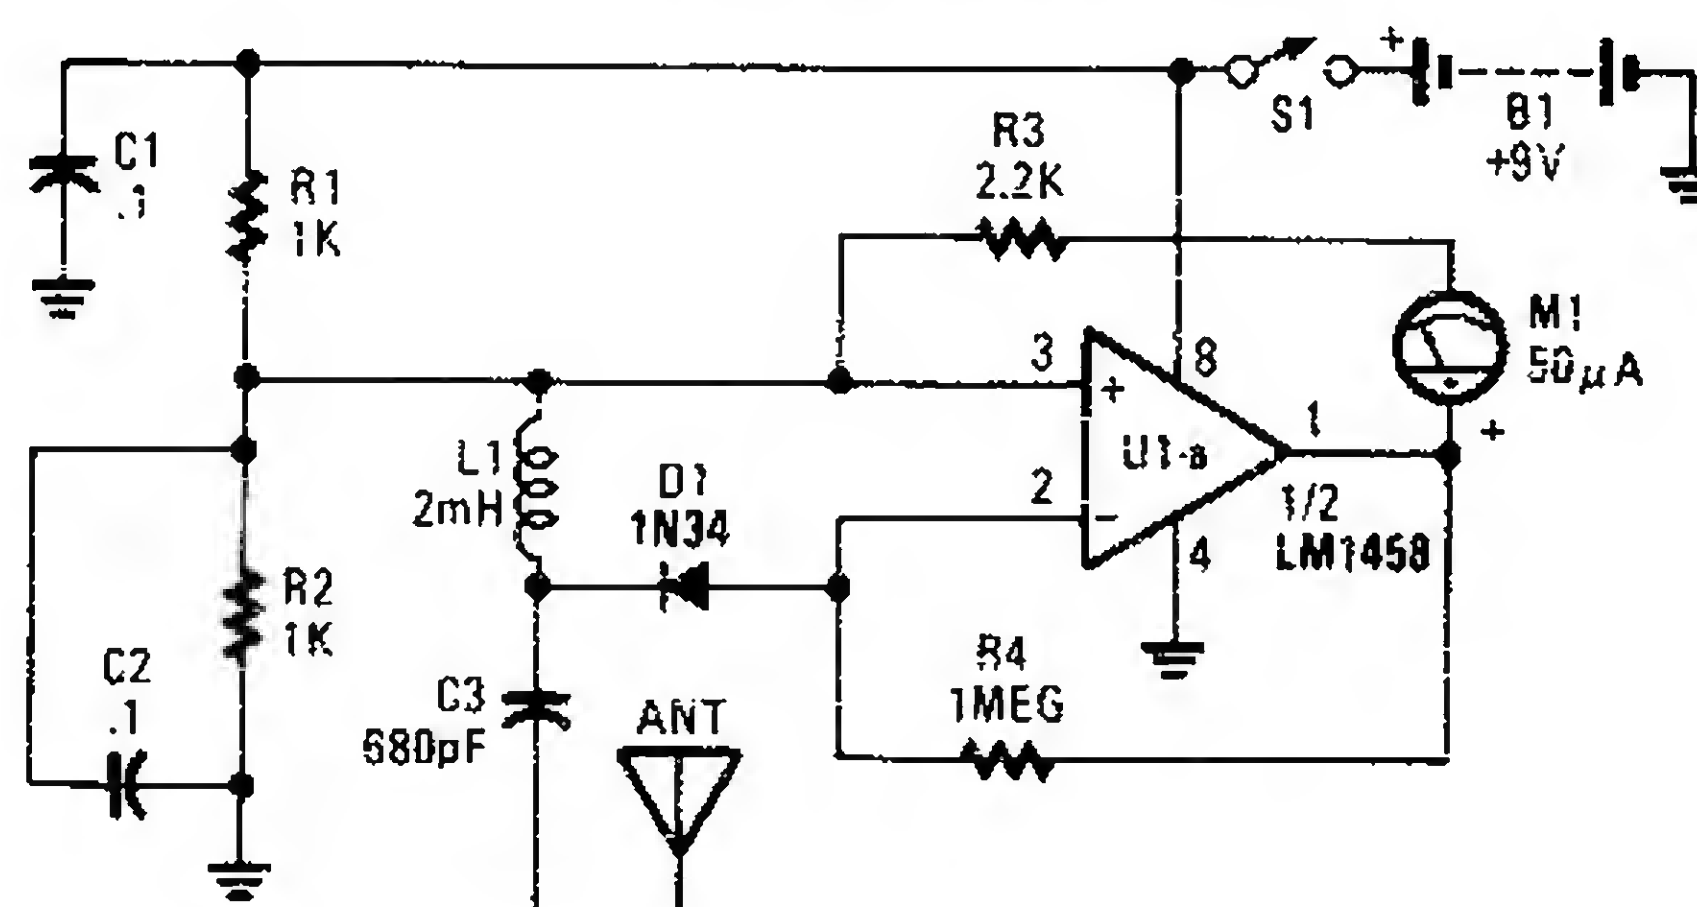 C1
.1
R1
1K
R3
2.2K
S1
+
B1
+9V
M1
50µA
+
3
+
8
1
U1-a
2
−
4
1/2
LM1458
L1
2mH
D1
1N34
R2
1K
C2
.1
C3
680pF
ANT
R4
1MEG